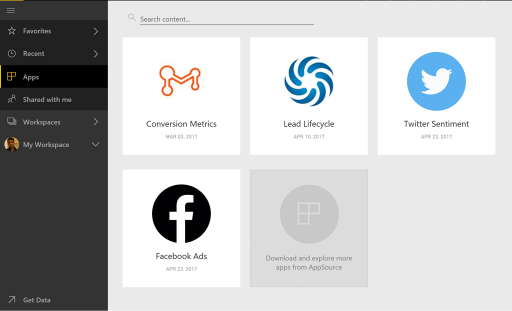 Search content...
Favorites
Recent
Apps
Shared with me
Workspaces
My Workspace
Get Data
Conversion Metrics
MAR 03, 2017
Lead Lifecycle
APR 18, 2017
Twitter Sentiment
APR 23, 2017
Facebook Ads
APR 23, 2017
Download and explore more
apps from AppSource